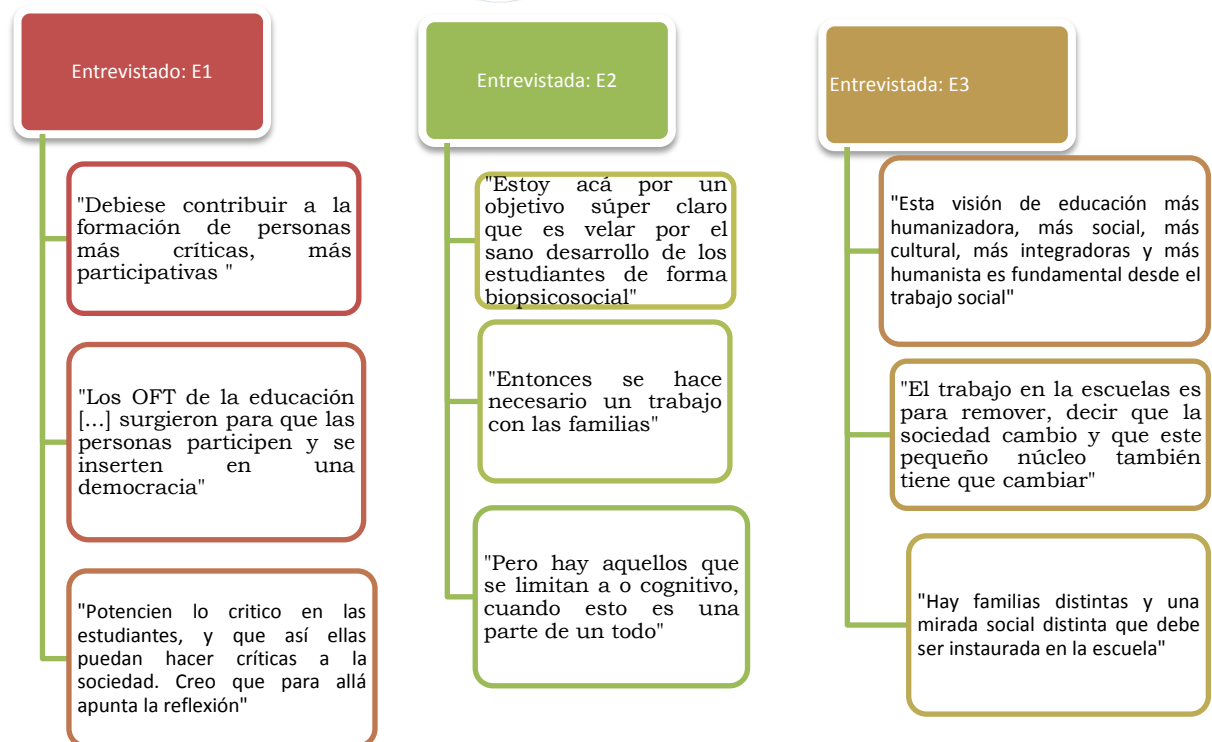 Entrevistado: E1
"Debiese contribuir a la
formación de personas
más críticas, más
participativas "
"Los OFT de la educación
[...] surgieron para que las
personas participen y se
inserten en una
democracia"
"Potencien lo critico en las
estudiantes, y que así ellas
puedan hacer críticas a la
sociedad. Creo que para allá
apunta la reflexión"
Entrevistada: E2
"Estoy acá por un
objetivo súper claro
que es velar por el
sano desarrollo de los
estudiantes de forma
biopsicosocial"
"Entonces se hace
necesario un trabajo
con las familias"
"Pero hay aquellos que
se limitan a o cognitivo,
cuando esto es una
parte de un todo"
Entrevistada: E3
"Esta visión de educación más
humanizadora, más social, más
cultural, más integradoras y más
humanista es fundamental desde el
trabajo social"
"El trabajo en la escuelas es
para remover, decir que la
sociedad cambio y que este
pequeño núcleo también
tiene que cambiar"
"Hay familias distintas y una
mirada social distinta que debe
ser instaurada en la escuela"